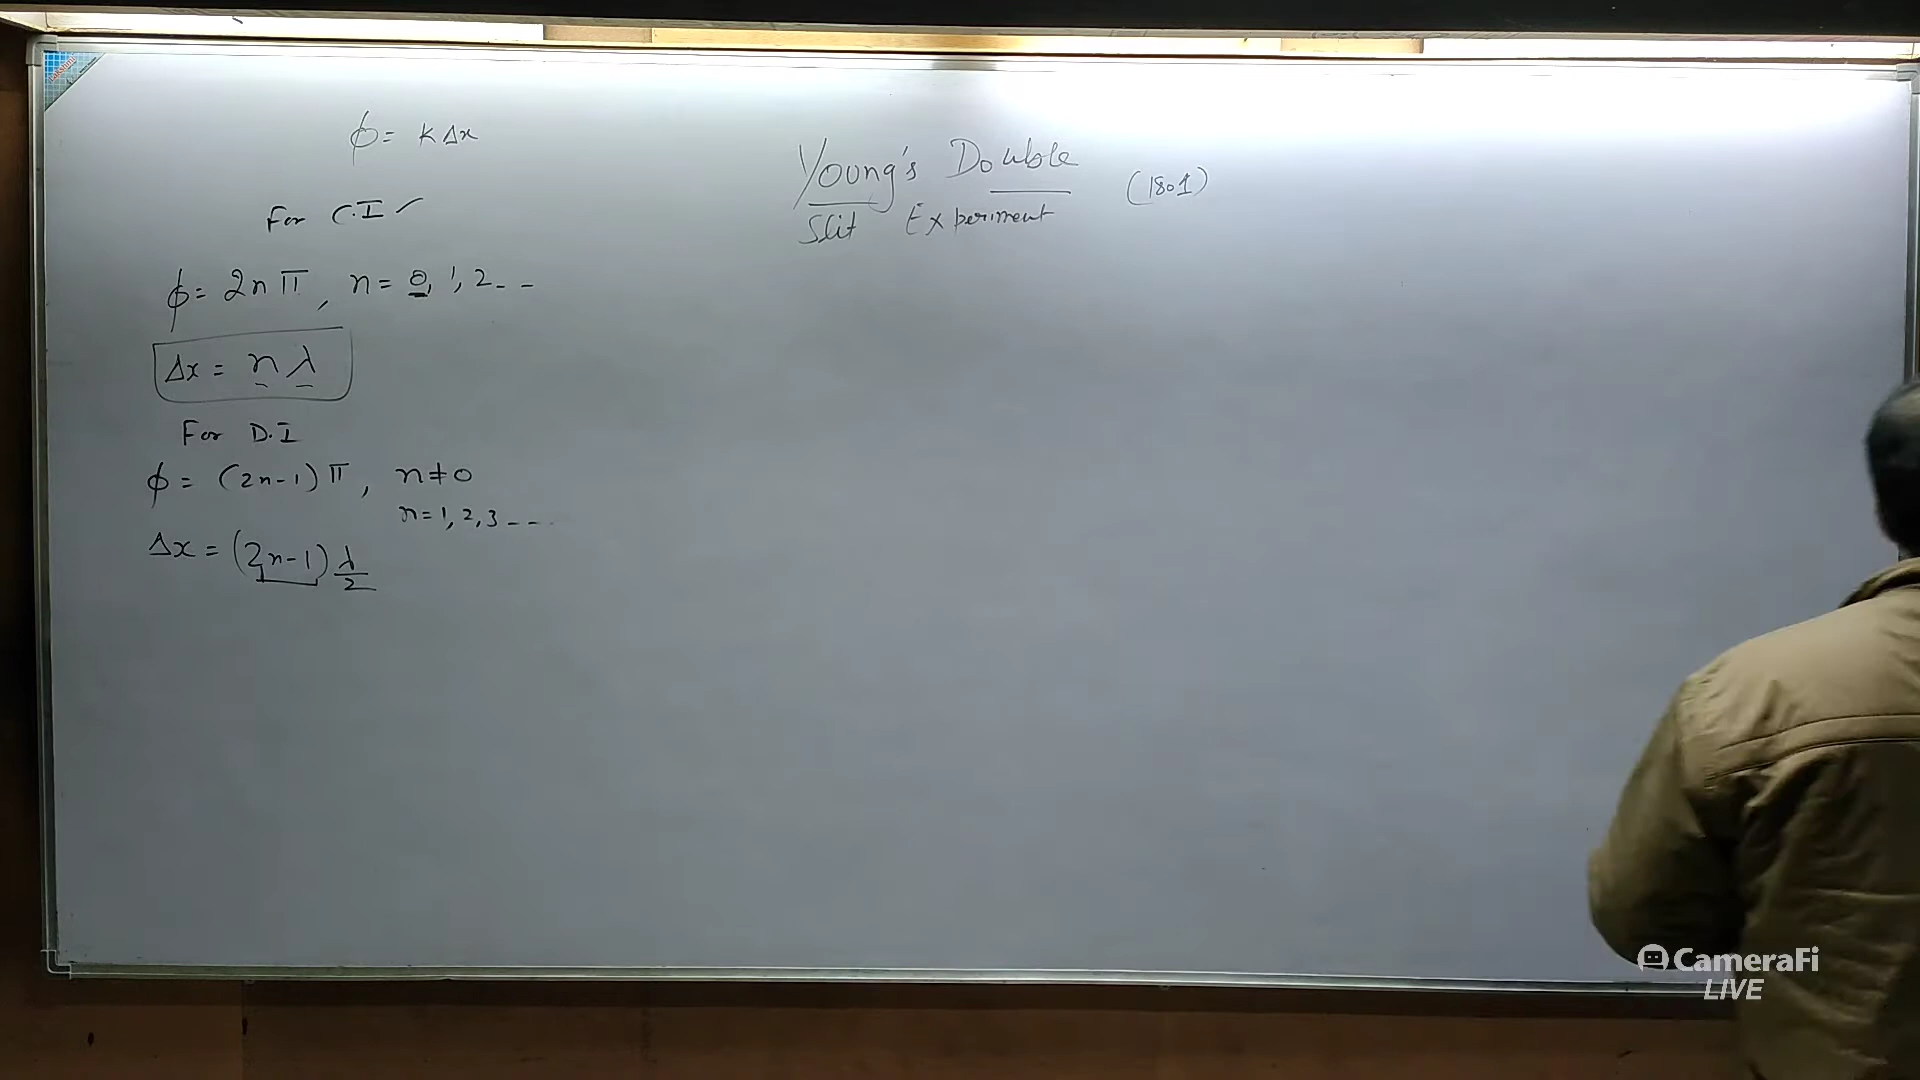 ϕ = K Δx
For C.I ✓
ϕ = 2nπ, n = 0, 1, 2 - -
Δx = nλ
For D.I
ϕ = (2n-1)π, n ≠ 0
n = 1, 2, 3 - - -
Δx = (2n-1) λ/2
Young's Double (1801)
Slit Experiment
CameraFi
LIVE